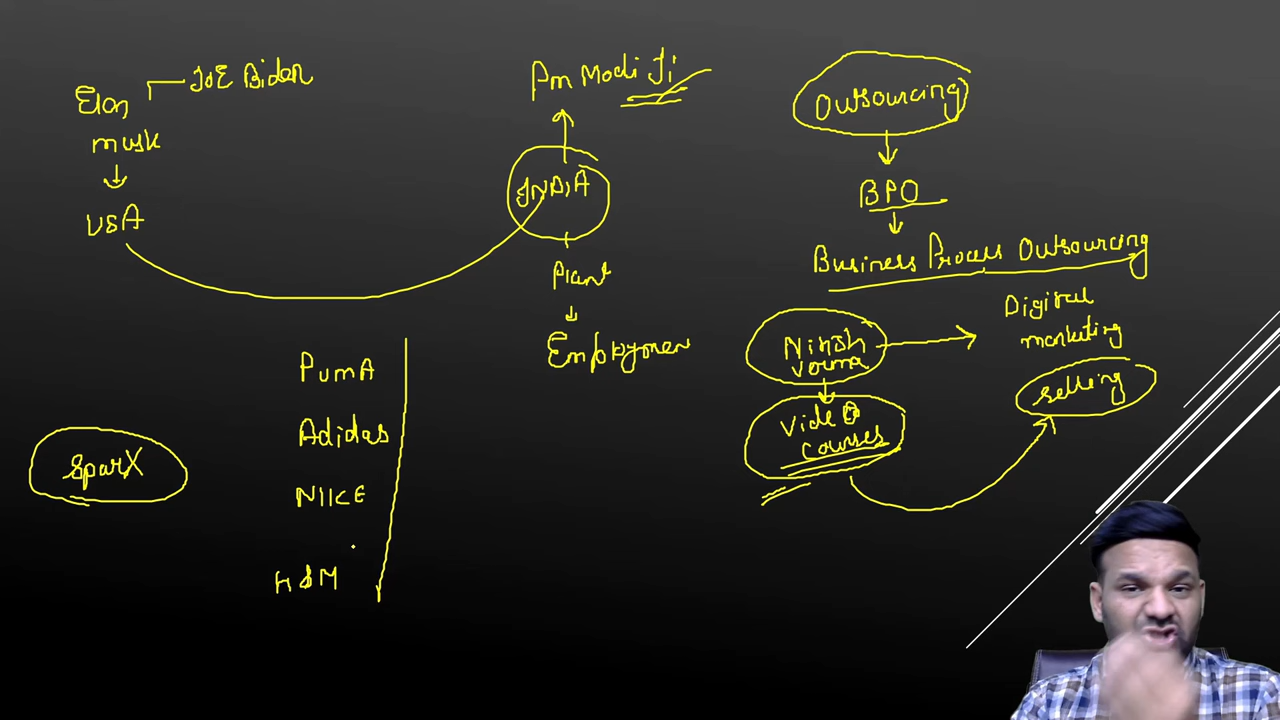 Elon
musk
JoE Biden
USA
Pm Modi Ji
INDIA
Plant
PumA
Adidas
NIKE
H&M
SparX
Outsourcing
BPO
Business Process Outsourcing
Verma
Digital
marketing
Video
Courses
selling